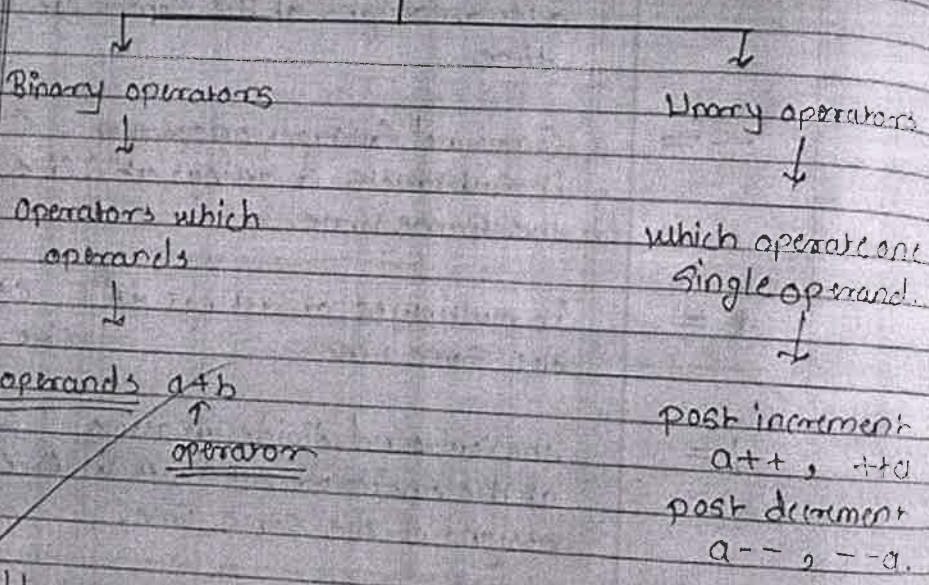 Binary operators
↓
Operators which
operands
↓
operands a+b
↑
operator
Unary operators
↓
which operate one
Single operand.
↓
post increment
a++, ++a
post decrement
a--, --a.